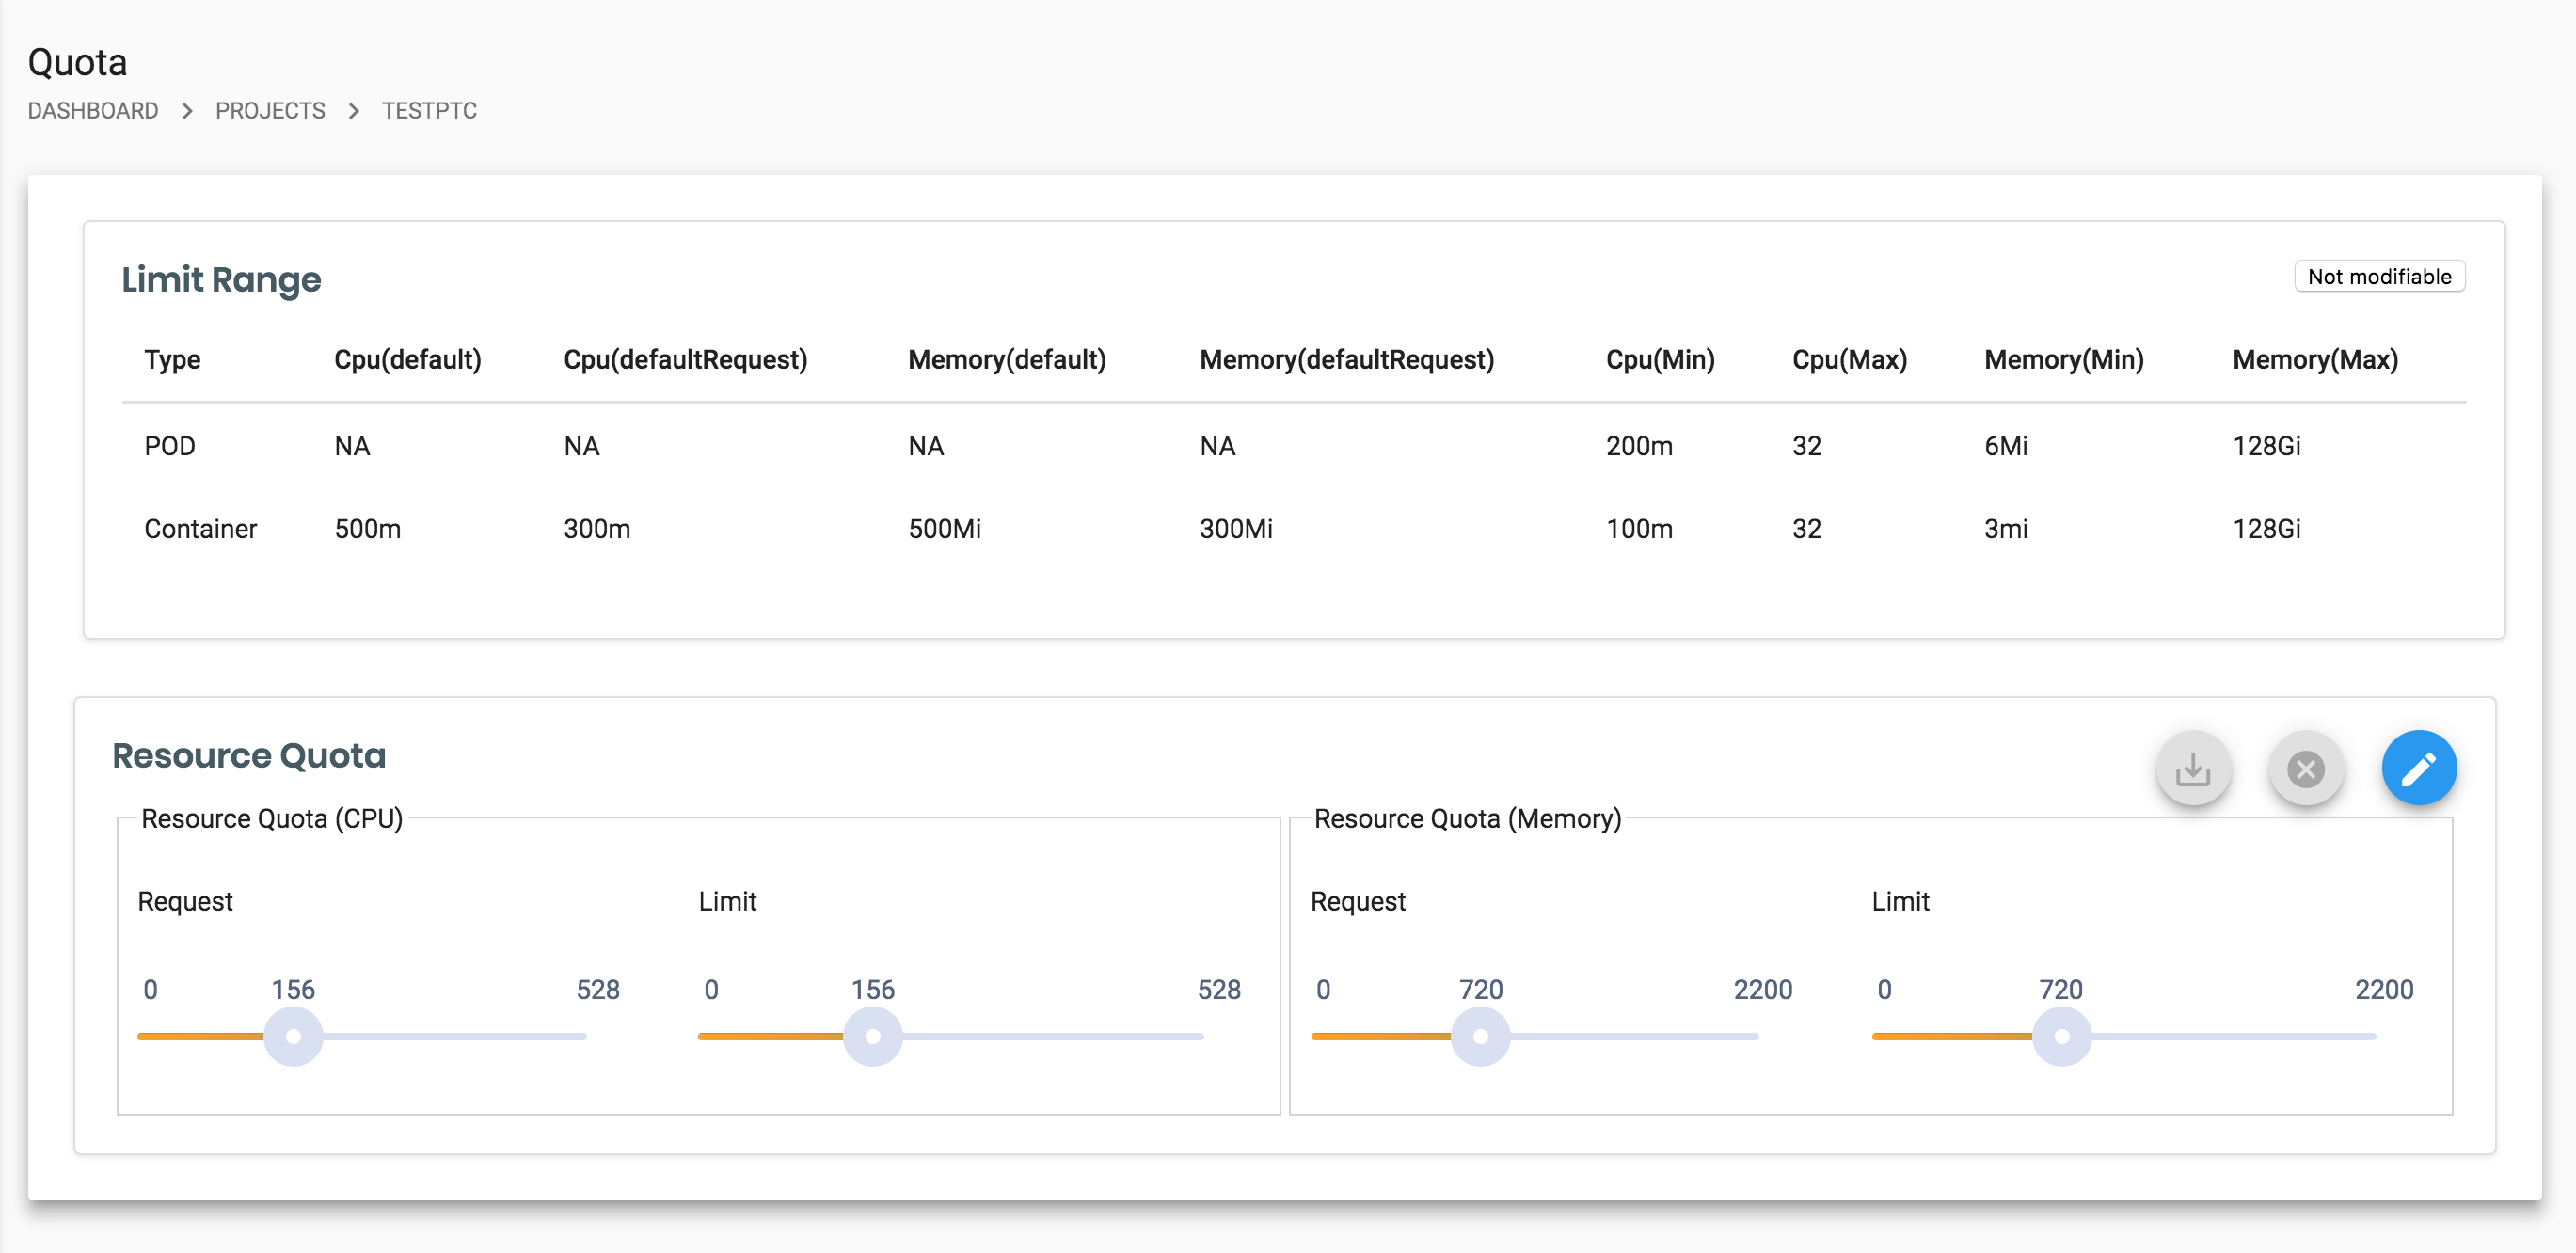 Quota
DASHBOARD > PROJECTS > TESTPTC
Limit Range
Not modifiable
Type Cpu(default) Cpu(defaultRequest) Memory(default) Memory(defaultRequest) Cpu(Min) Cpu(Max) Memory(Min) Memory(Max)
POD NA NA NA NA 200m 32 6Mi 128Gi
Container 500m 300m 500Mi 300Mi 100m 32 3mi 128Gi
Resource Quota
Resource Quota (CPU) Resource Quota (Memory)
Request Limit Request Limit
0 156 528 0 156 528 0 720 2200 0 720 2200